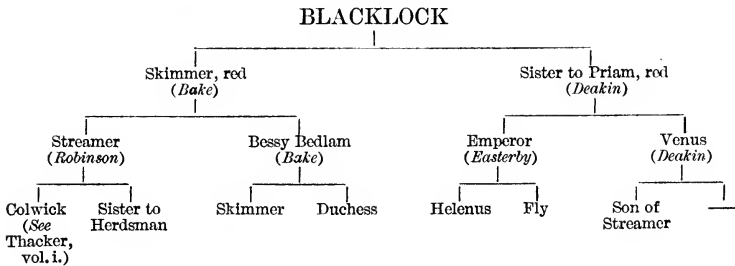 BLACKLOCK
Skimmer, red
(Bake)
Sister to Priam, red
(Deakin)
Streamer
(Robinson)
Bessy Bedlam
(Bake)
Emperor
(Easterby)
Venus
(Deakin)
Colwick
(See
Thacker,
vol. i.)
Sister to
Herdsman
Skimmer
Duchess
Helenus
Fly
Son of
Streamer
—